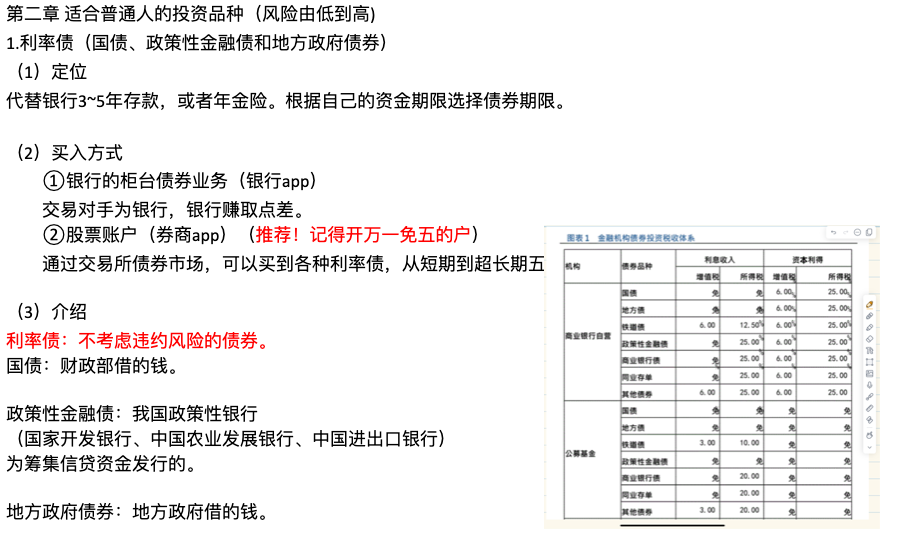 第二章 适合普通人的投资品种（风险由低到高)
1.利率债（国债、政策性金融债和地方政府债券）
（1）定位
代替银行3~5年存款，或者年金险。根据自己的资金期限选择债券期限。
（2）买入方式
①银行的柜台债券业务（银行app）
交易对手为银行，银行赚取点差。
②股票账户（券商app）（推荐！记得开万一免五的户）
通过交易所债券市场，可以买到各种利率债，从短期到超长期五
（3）介绍
利率债：不考虑违约风险的债券。
国债：财政部借的钱。
政策性金融债：我国政策性银行
（国家开发银行、中国农业发展银行、中国进出口银行）
为筹集信贷资金发行的。
地方政府债券：地方政府借的钱。
图表1 金融机构债券投资税收体系
机构 债券品种 利息收入 资本利得
增值税 所得税 增值税 所得税
商业银行自营
国债 免 免 6.00% 25.00%
地方债 免 免 6.00% 25.00%
铁道债 6.00 12.50% 6.00% 25.00%
政策性金融债 免 25.00% 6.00% 25.00
商业银行债 免 25.00% 6.00% 25.00
同业存单 免 25.00 6.00 25.00
其他债券 6.00 25.00 6.00 25.00
公募基金
国债 免 免 免 免
地方债 免 免 免 免
铁道债 3.00 10.00 免 免
政策性金融债 免 免 免 免
商业银行债 免 20.00 免 免
同业存单 免 20.00 免 免
其他债券 3.00 20.00 免 免